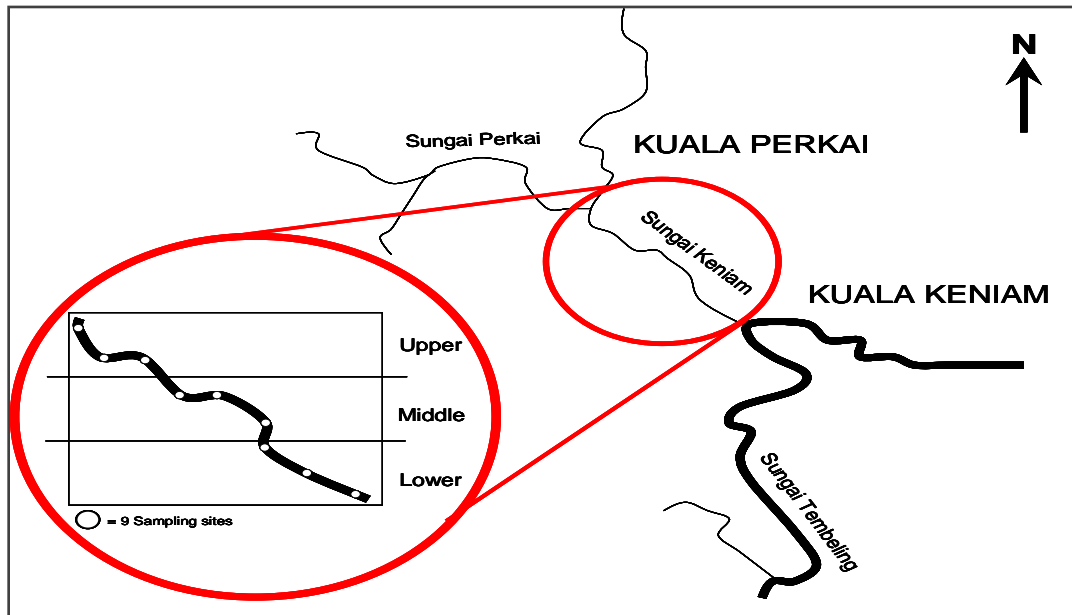 N
Sungai Perkai
KUALA PERKAI
Sungai Keniam
KUALA KENIAM
Upper
Middle
Lower
= 9 Sampling sites
Sungai Tembeling